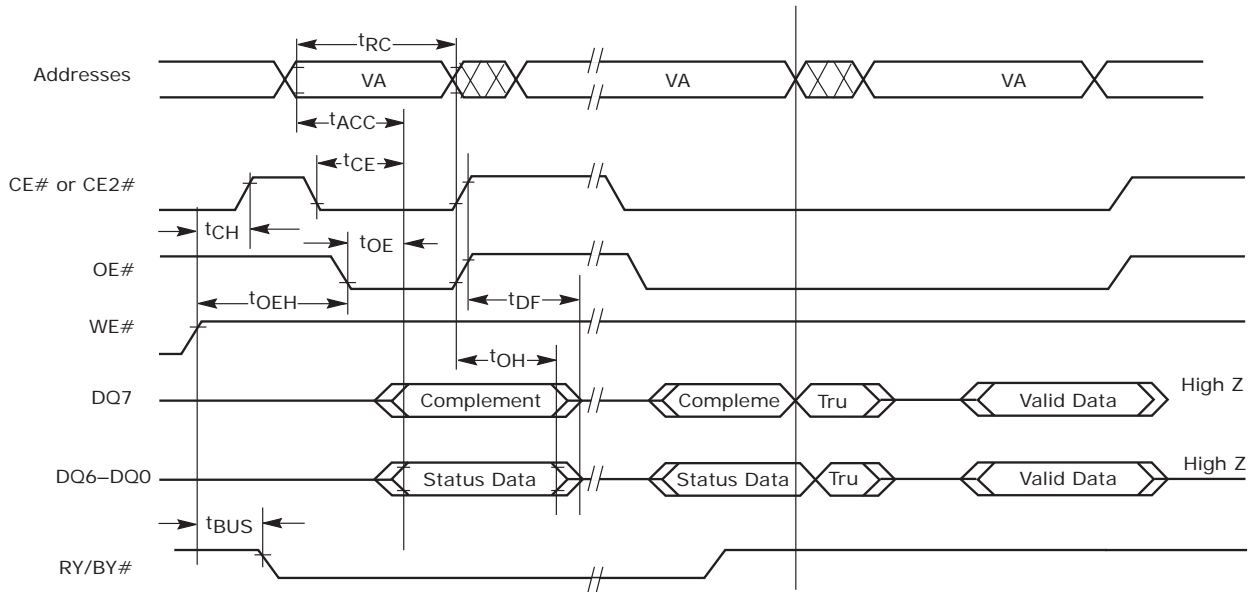 tRC
Addresses VA VA VA
tACC
tCE
CE# or CE2#
tCH tOE
OE#
tOEH tDF
WE#
tOH
DQ7 Complement Compleme Tru Valid Data High Z
DQ6–DQ0 Status Data Status Data Tru Valid Data High Z
tBUS
RY/BY#